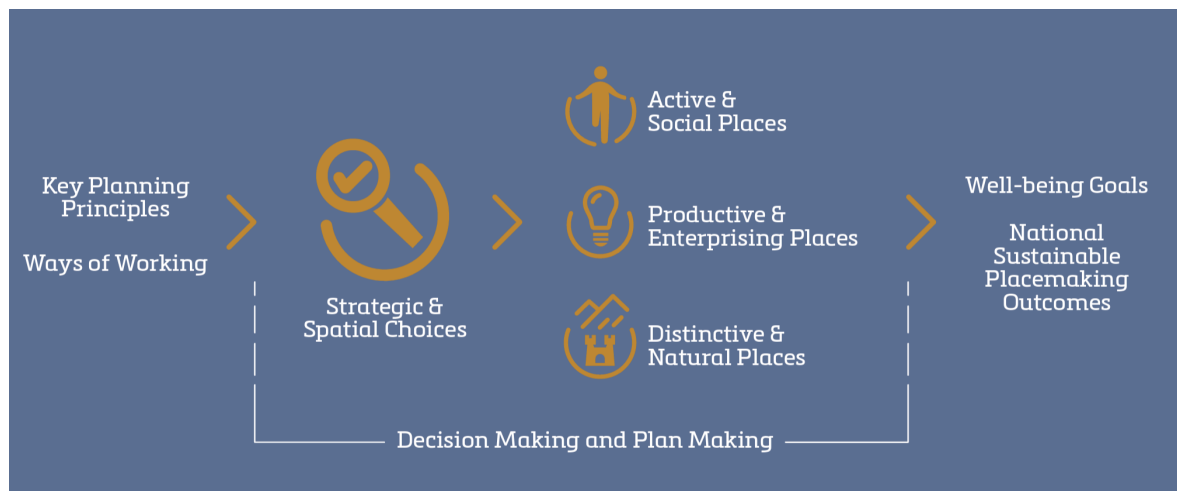 Key Planning
Principles
Ways of Working
Strategic &
Spatial Choices
Active &
Social Places
Productive &
Enterprising Places
Distinctive &
Natural Places
Well-being Goals
National
Sustainable
Placemaking
Outcomes
Decision Making and Plan Making